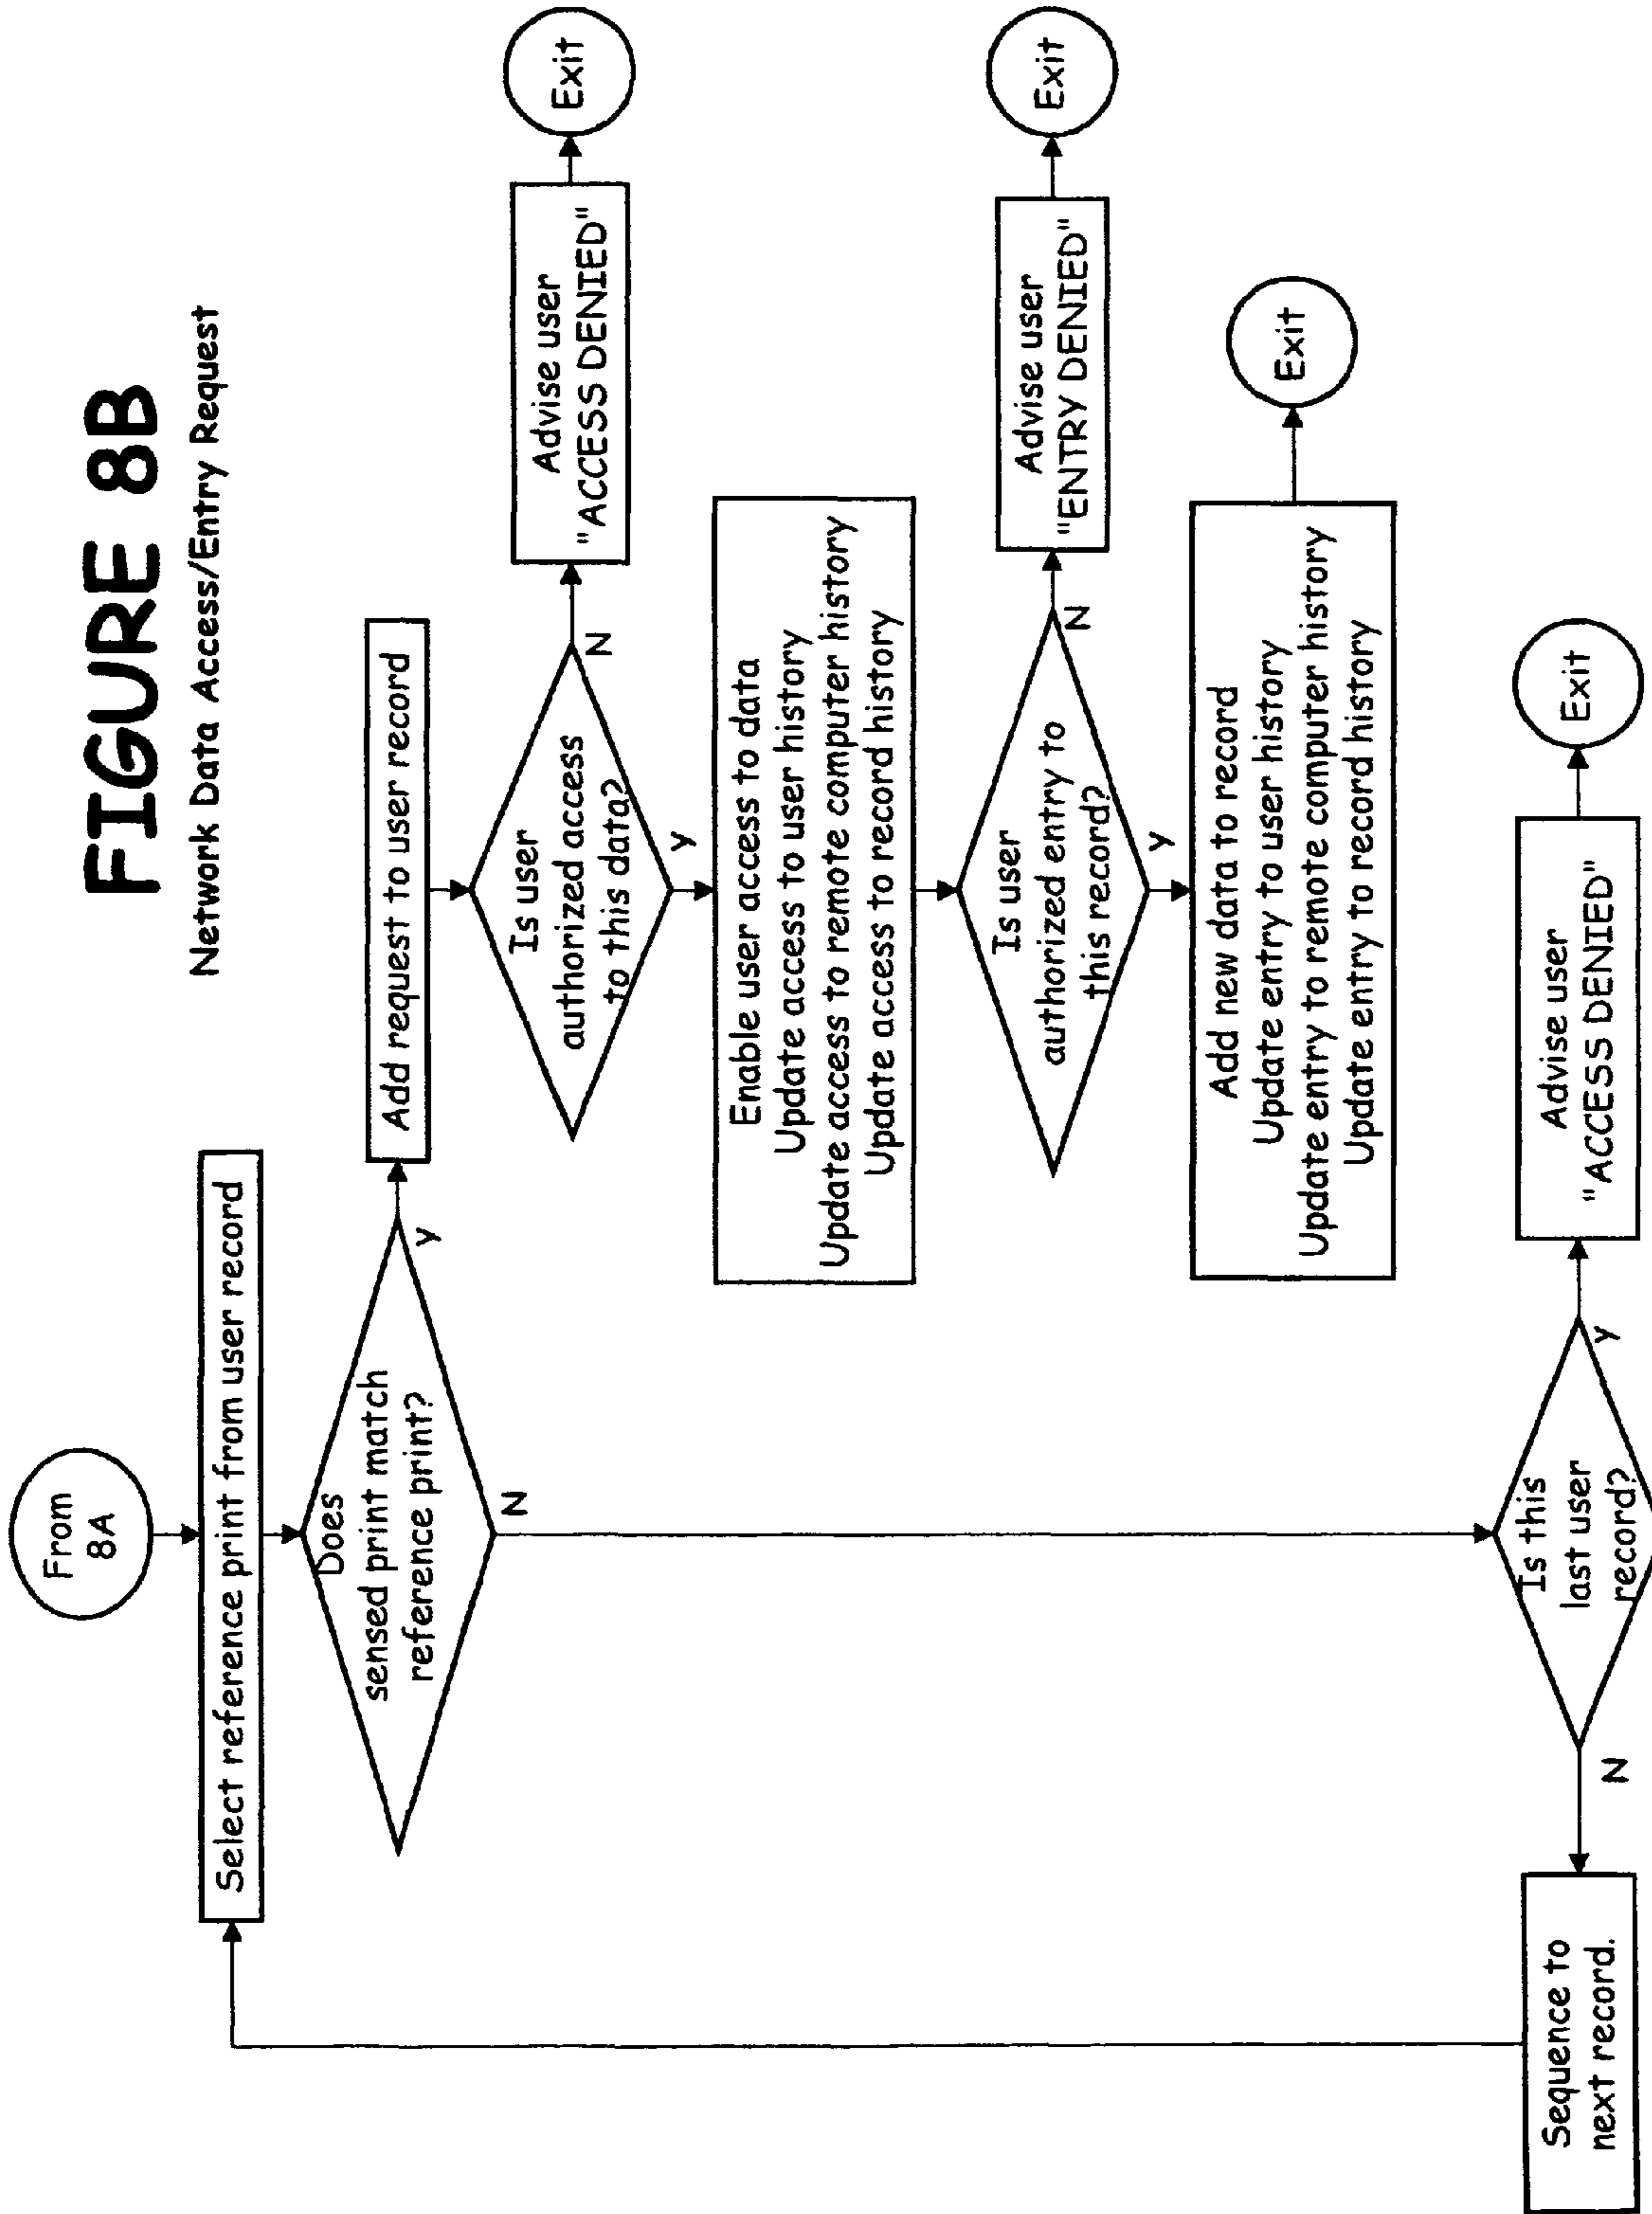 FIGURE 8B
Network Data Access/Entry Request
From
8A
Select reference print from user record
Does
sensed print match
reference print?
Y
N
Add request to user record
Is user
authorized access
to this data?
N
Y
Advise user
"ACCESS DENIED"
Exit
Enable user access to data
Update access to user history
Update access to remote computer history
Update access to record history
Is user
authorized entry to
this record?
N
Y
Advise user
"ENTRY DENIED"
Exit
Add new data to record
Update entry to user history
Update entry to remote computer history
Update entry to record history
Exit
Is this
last user
record?
Y
N
Advise user
"ACCESS DENIED"
Exit
Sequence to
next record.